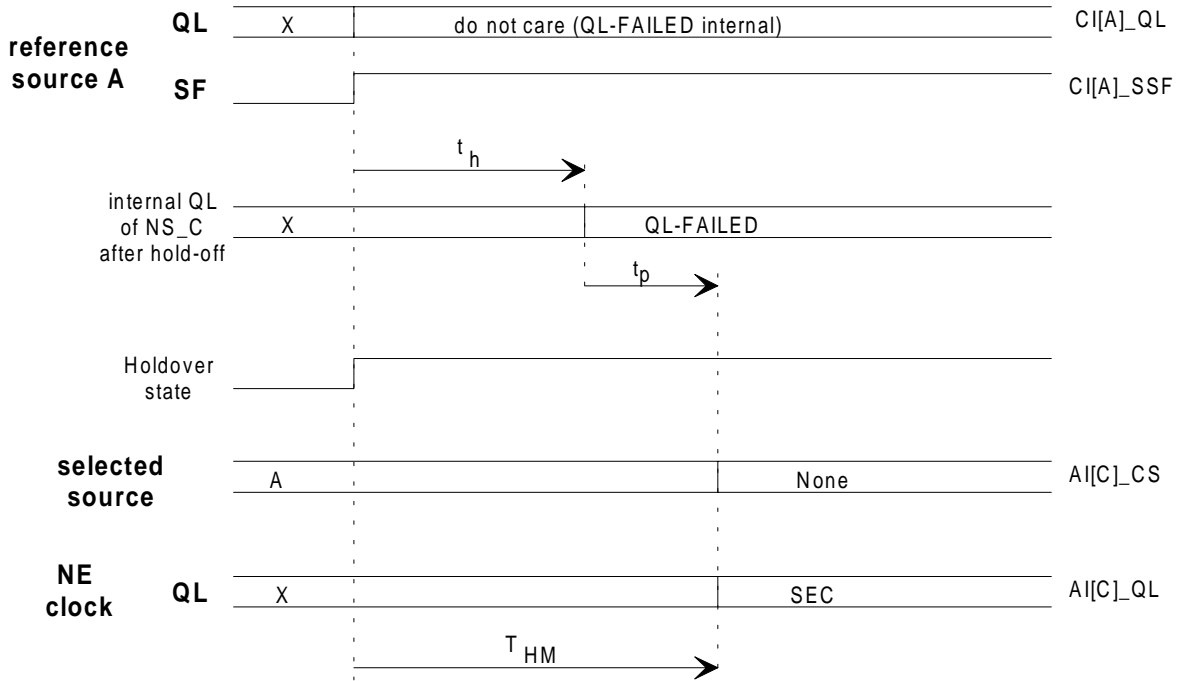 reference
source A
QL
X
do not care (QL-FAILED internal)
CI[A]_QL
SF
CI[A]_SSF
t h
internal QL
of NS_C
after hold-off
X
QL-FAILED
tp
Holdover
state
selected
source
A
None
AI[C]_CS
NE
clock
QL
X
SEC
AI[C]_QL
T HM